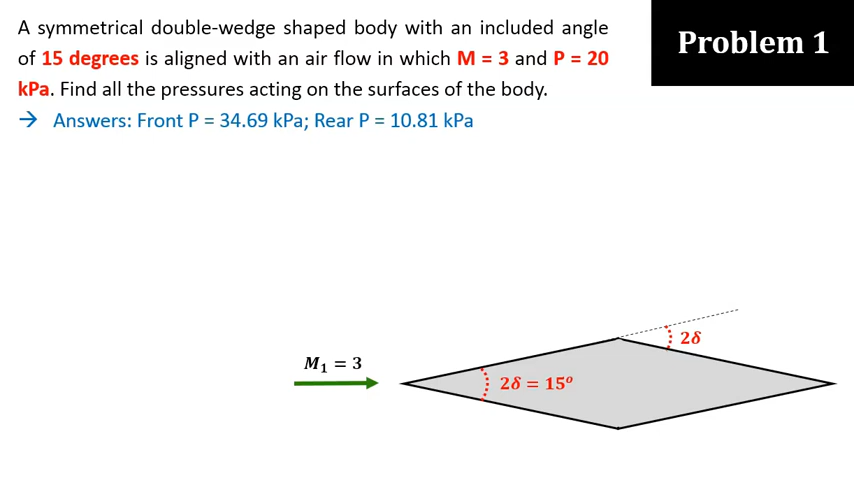 A symmetrical double-wedge shaped body with an included angle
of 15 degrees is aligned with an air flow in which M = 3 and P = 20
kPa. Find all the pressures acting on the surfaces of the body.
→ Answers: Front P = 34.69 kPa; Rear P = 10.81 kPa
Problem 1
2δ
M₁ = 3
2δ = 15°